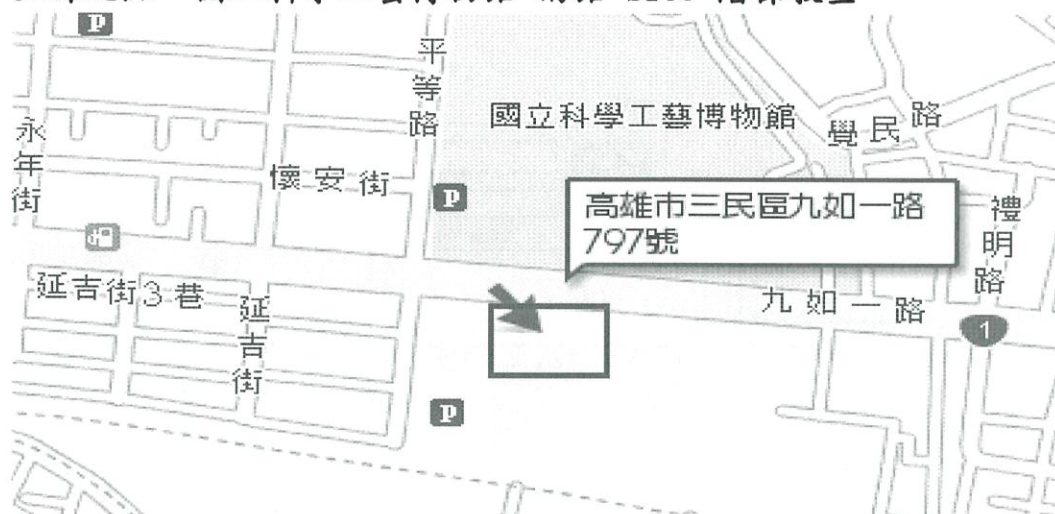 P
平等路
國立科學工藝博物館
覺民路
永年街
懷安街
P
高雄市三民區九如一路
797號
禮明路
延吉街3巷
延吉街
九如一路
1
P